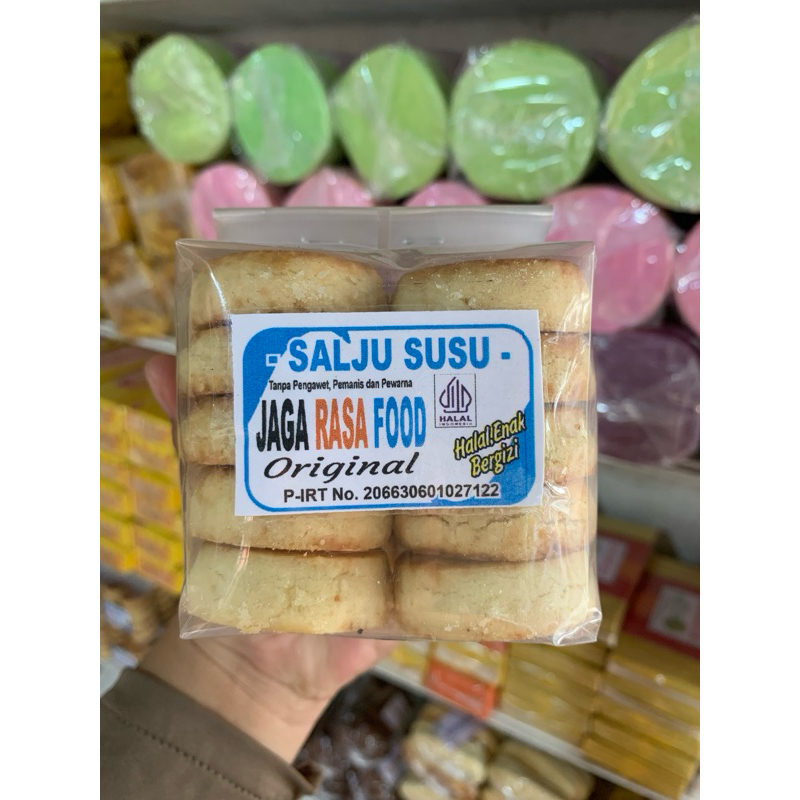 - SALJU SUSU -
Tanpa Pengawet, Pemanis dan Pewarna
JAGA RASA FOOD
HALAL
INDONESIA
Original
Halal.Enak
Bergizi
P-IRT No. 206630601027122